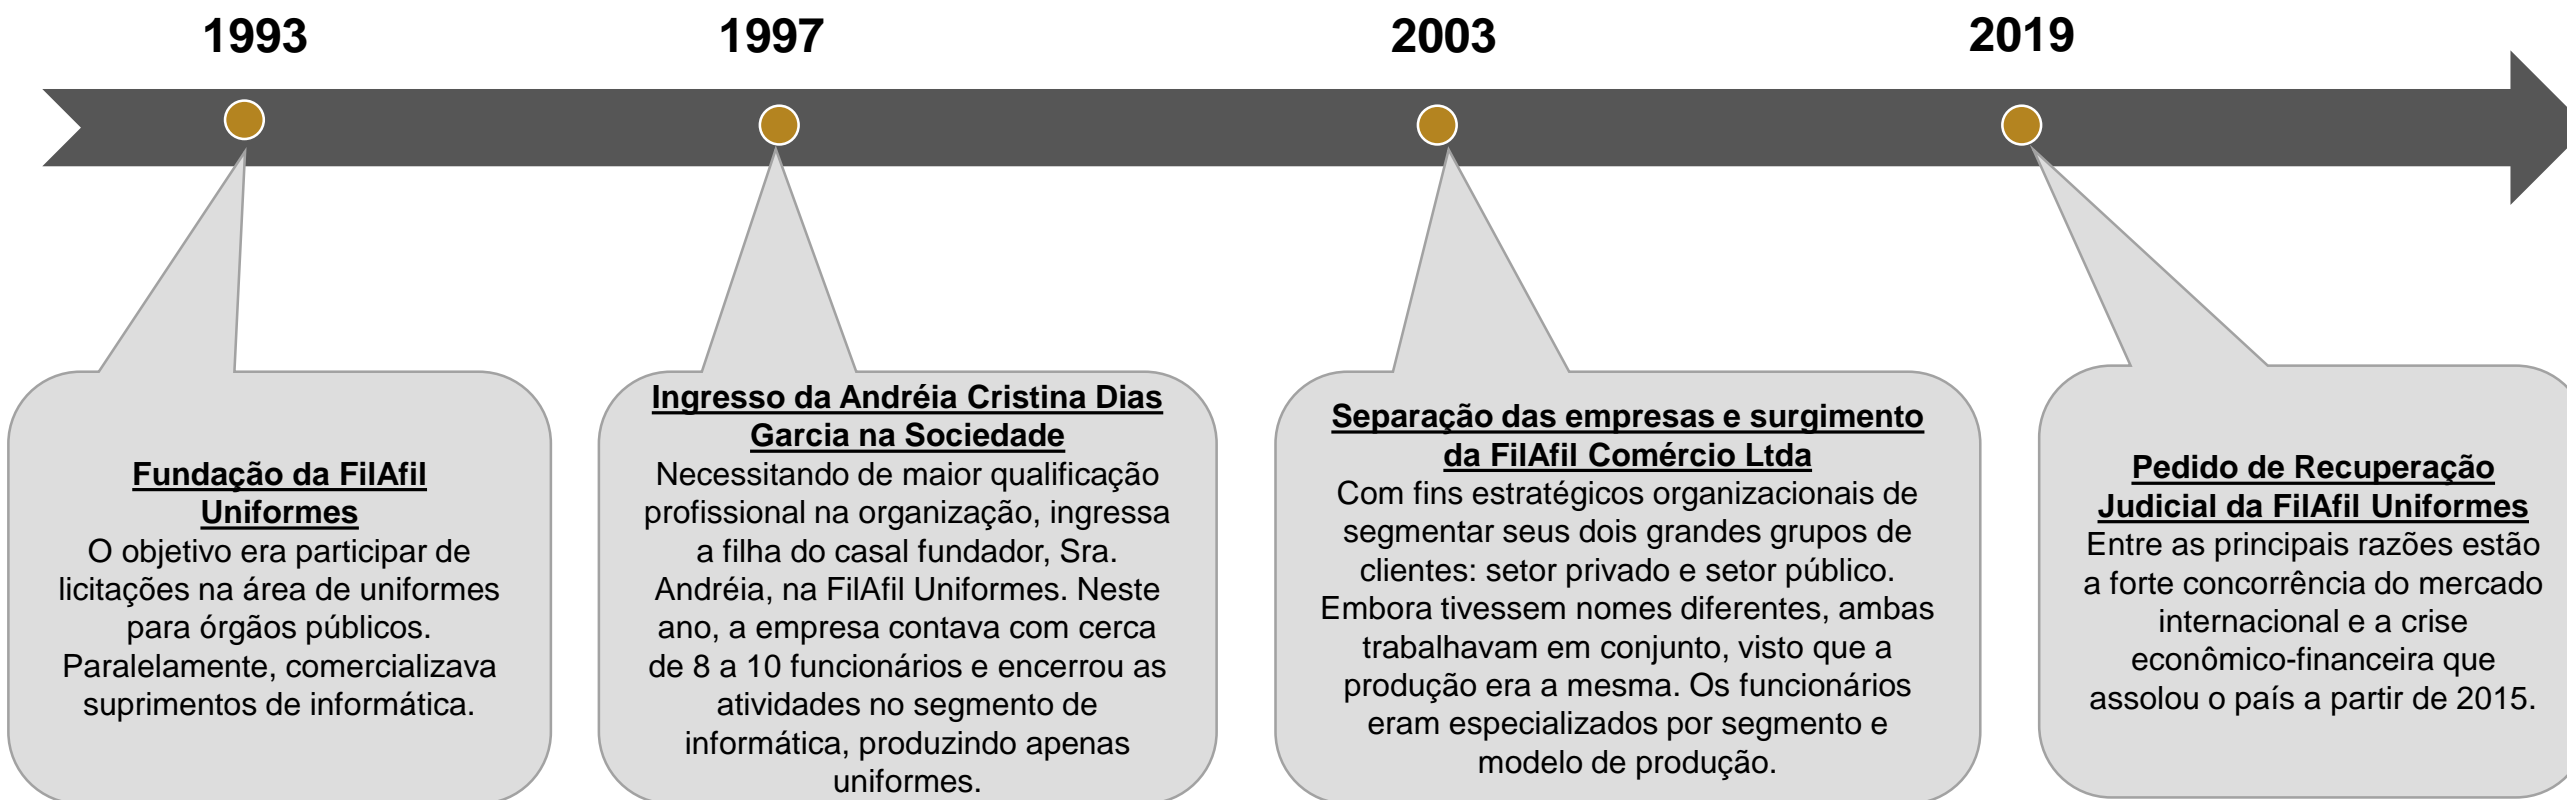 1993
1997
2003
2019
Fundação da FilAfil
Uniformes
O objetivo era participar de
licitações na área de uniformes
para órgãos públicos.
Paralelamente, comercializava
suprimentos de informática.
Ingresso da Andréia Cristina Dias
Garcia na Sociedade
Necessitando de maior qualificação
profissional na organização, ingressa
a filha do casal fundador, Sra.
Andréia, na FilAfil Uniformes. Neste
ano, a empresa contava com cerca
de 8 a 10 funcionários e encerrou as
atividades no segmento de
informática, produzindo apenas
uniformes.
Separação das empresas e surgimento
da FilAfil Comércio Ltda
Com fins estratégicos organizacionais de
segmentar seus dois grandes grupos de
clientes: setor privado e setor público.
Embora tivessem nomes diferentes, ambas
trabalhavam em conjunto, visto que a
produção era a mesma. Os funcionários
eram especializados por segmento e
modelo de produção.
Pedido de Recuperação
Judicial da FilAfil Uniformes
Entre as principais razões estão
a forte concorrência do mercado
internacional e a crise
econômico-financeira que
assolou o país a partir de 2015.